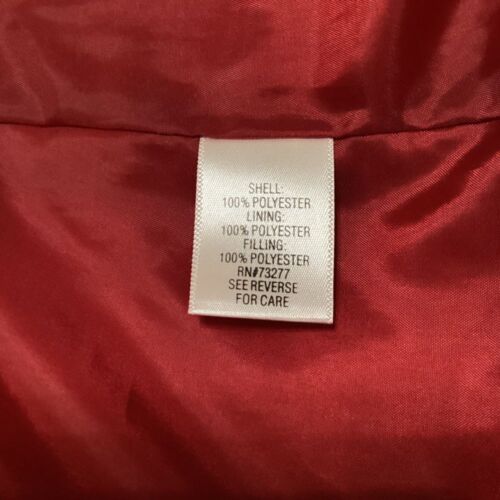 SHELL:
100% POLYESTER
LINING:
100% POLYESTER
FILLING:
100% POLYESTER
RN#73277
SEE REVERSE
FOR CARE